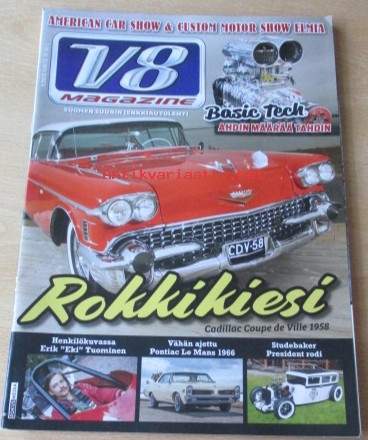 AMERICAN CAR SHOW & CUSTOM MOTOR SHOW ELMIA
V8
MAGAZINE
SUOMEN SUURIN JENKKIAUTOLEHTI
Basic Tech
AHDIN MÄÄRÄÄ TAHDIN
CDV-58
Rokkikiesi
Cadillac Coupe de Ville 1958
Henkilökuvassa
Erik "Eki" Tuominen
Vähän ajettu
Pontiac Le Mans 1966
Studebaker
President rodi